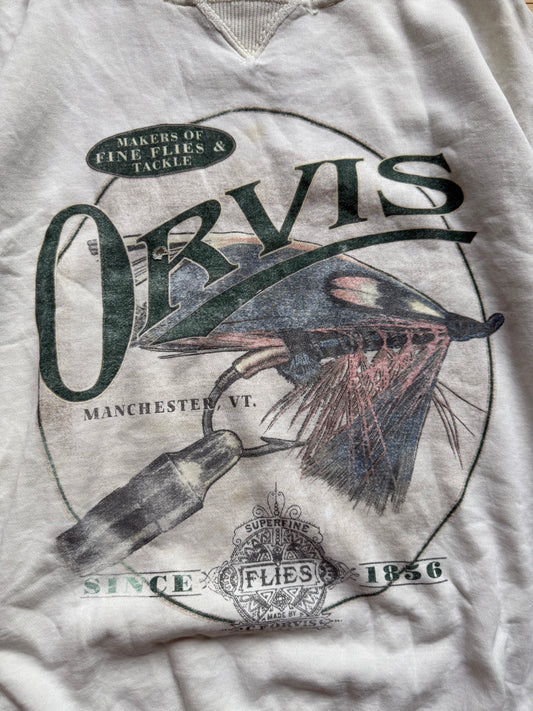 MAKERS OF
FINE FLIES &
TACKLE
ORVIS
MANCHESTER, VT.
SUPERFINE
SINCE FLIES 1856
MADE BY
C.F. ORVIS